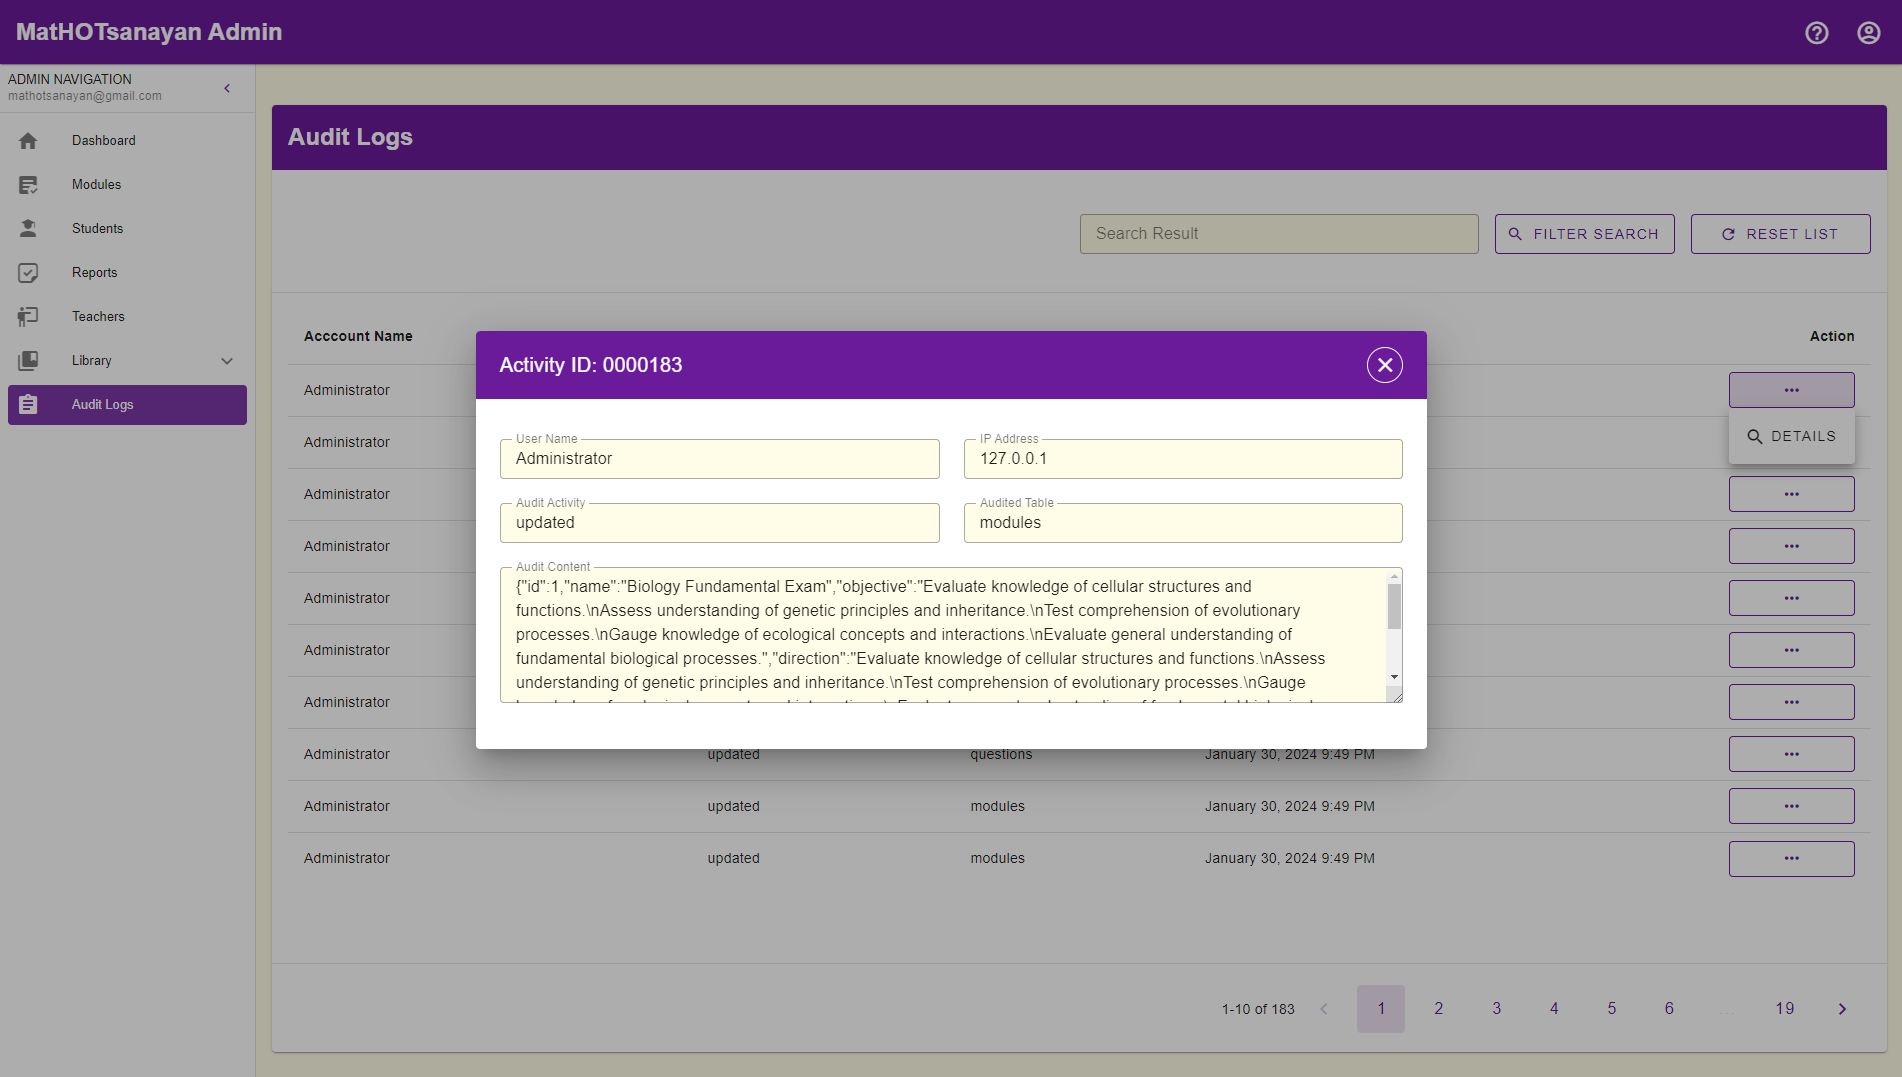 MatHOTsanayan Admin
ADMIN NAVIGATION
mathotsanayan@gmail.com
Dashboard
Modules
Students
Reports
Teachers
Library
Audit Logs
Audit Logs
Search Result
FILTER SEARCH
RESET LIST
Acccount Name
Action
Administrator
DETAILS
Administrator
Administrator
Administrator
Administrator
Administrator
Administrator
Activity ID: 0000183
User Name
Administrator
IP Address
127.0.0.1
Audit Activity
updated
Audited Table
modules
Audit Content
{"id":1,"name":"Biology Fundamental Exam","objective":"Evaluate knowledge of cellular structures and
functions.\nAssess understanding of genetic principles and inheritance.\nTest comprehension of evolutionary
processes.\nGauge knowledge of ecological concepts and interactions.\nEvaluate general understanding of
fundamental biological processes.","direction":"Evaluate knowledge of cellular structures and functions.\nAssess
understanding of genetic principles and inheritance.\nTest comprehension of evolutionary processes.\nGauge
Administrator updated questions January 30, 2024 9:49 PM
Administrator updated modules January 30, 2024 9:49 PM
Administrator updated modules January 30, 2024 9:49 PM
1-10 of 183 1 2 3 4 5 6 ... 19